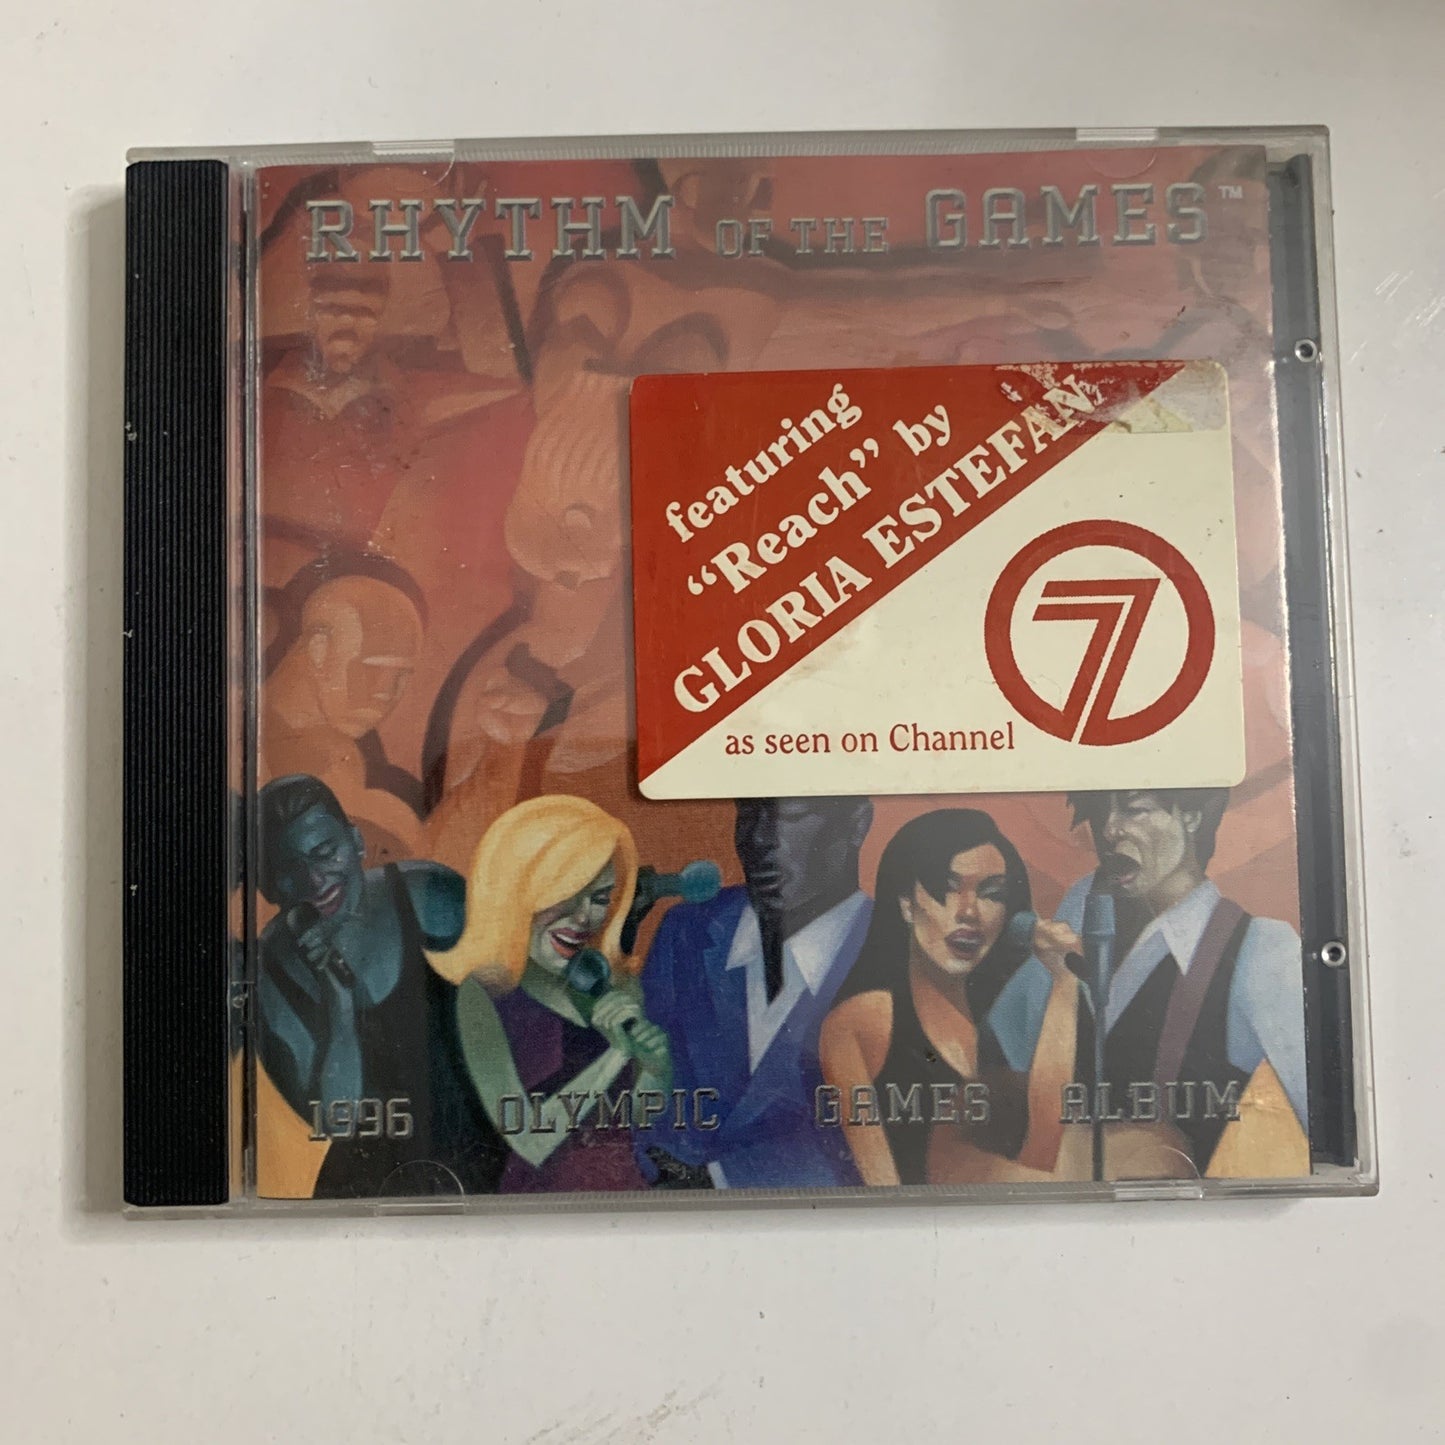 RHYTHM OF THE GAMES™
featuring
“Reach” by
GLORIA ESTEFAN,
as seen on Channel 7
1996 OLYMPIC GAMES ALBUM